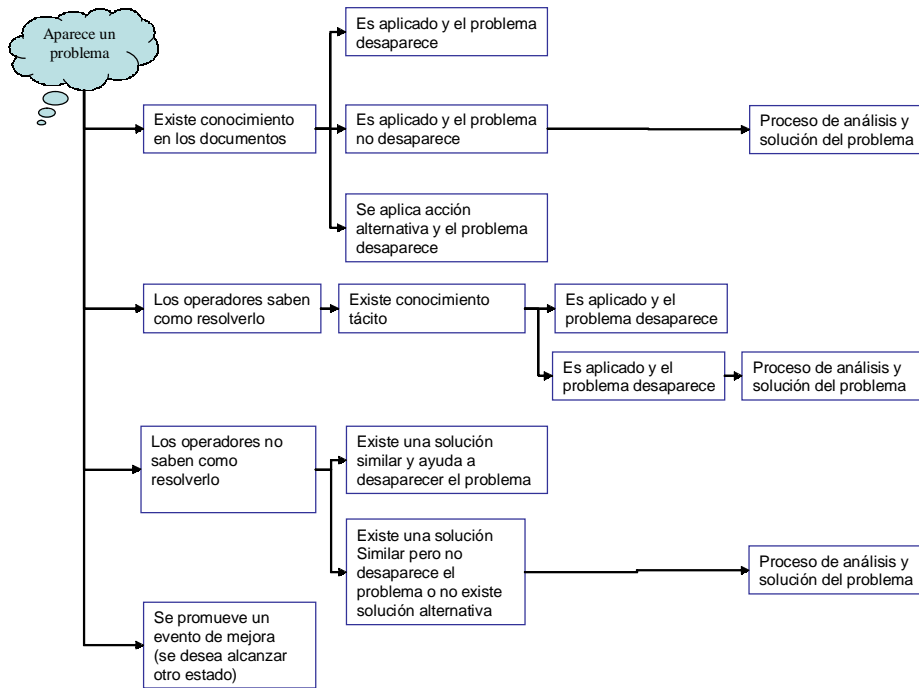 Aparece un
problema
Es aplicado y el problema
desaparece
Existe conocimiento
en los documentos
Es aplicado y el problema
no desaparece
Proceso de análisis y
solución del problema
Se aplica acción
alternativa y el problema
desaparece
Los operadores saben
como resolverlo
Existe conocimiento
tácito
Es aplicado y el
problema desaparece
Es aplicado y el
problema desaparece
Proceso de análisis y
solución del problema
Los operadores no
saben como
resolverlo
Existe una solución
similar y ayuda a
desaparecer el problema
Existe una solución
Similar pero no
desaparece el
problema o no existe
solución alternativa
Proceso de análisis y
solución del problema
Se promueve un
evento de mejora
(se desea alcanzar
otro estado)